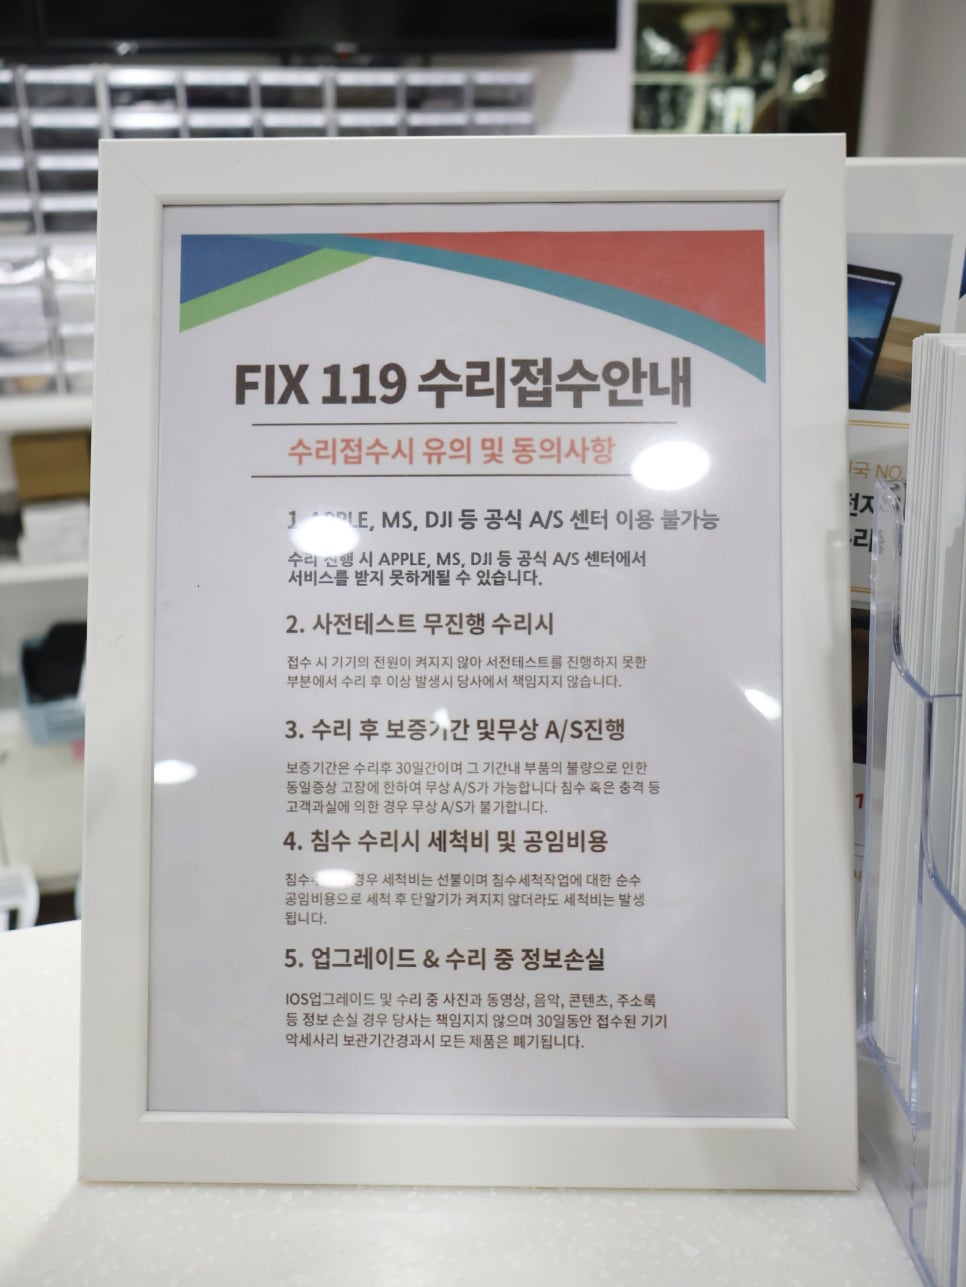 FIX 119 수리접수안내
수리접수시 유의 및 동의사항
1. APPLE, MS, DJI 등 공식 A/S 센터 이용 불가능
수리 진행 시 APPLE, MS, DJI 등 공식 A/S 센터에서
서비스를 받지 못하게될 수 있습니다.
2. 사전테스트 무진행 수리시
접수 시 기기의 전원이 켜지지 않아 서전테스트를 진행하지 못한
부분에서 수리 후 이상 발생시 당사에서 책임지지 않습니다.
3. 수리 후 보증기간 및무상 A/S진행
보증기간은 수리후 30일간이며 그 기간내 부품의 불량으로 인한
동일증상 고장에 한하여 무상 A/S가 가능합니다 침수 혹은 충격 등
고객과실에 의한 경우 무상 A/S가 불가합니다.
4. 침수 수리시 세척비 및 공임비용
경우 세척비는 선불이며 침수세척작업에 대한 순수
공임비용으로 세척 후 단말기가 켜지지 않더라도 세척비는 발생
됩니다.
5. 업그레이드 & 수리 중 정보손실
IOS업그레이드 및 수리 중 사진과 동영상, 음악, 콘텐츠, 주소록
등 정보 손실 경우 당사는 책임지지 않으며 30일동안 접수된 기기
악세사리 보관기간경과시 모든 제품은 폐기됩니다.
NO